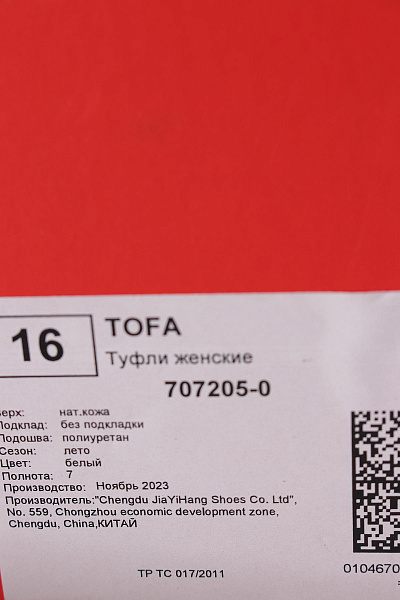 16
TOFA
Туфли женские
707205-0
Верх: нат.кожа
Подклад: без подкладки
Подошва: полиуретан
Сезон: лето
Цвет: белый
Полнота: 7
Производство: Ноябрь 2023
Производитель:"Chengdu JiaYiHang Shoes Co. Ltd",
No. 559, Chongzhou economic development zone,
Chengdu, China,КИТАЙ
010467
ТР ТС 017/2011